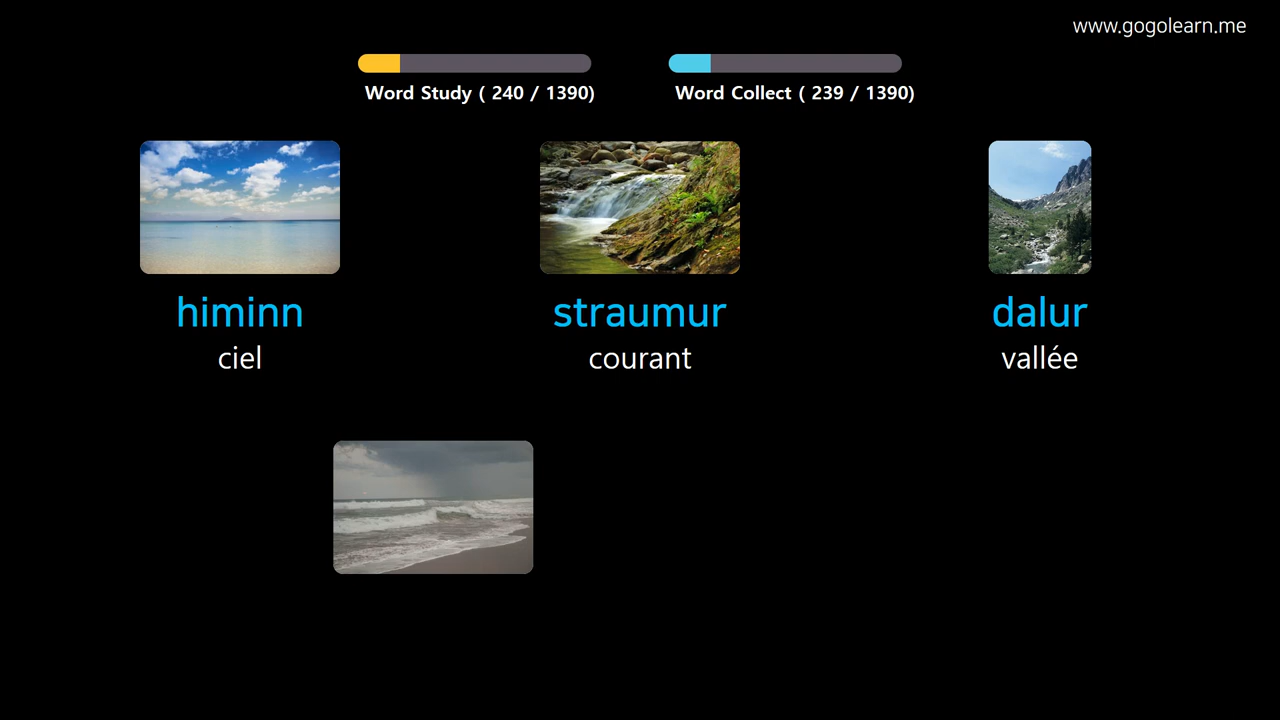 www.gogolearn.me
Word Study ( 240 / 1390)
Word Collect ( 239 / 1390)
himinn
straumur
dalur
ciel
courant
vallée